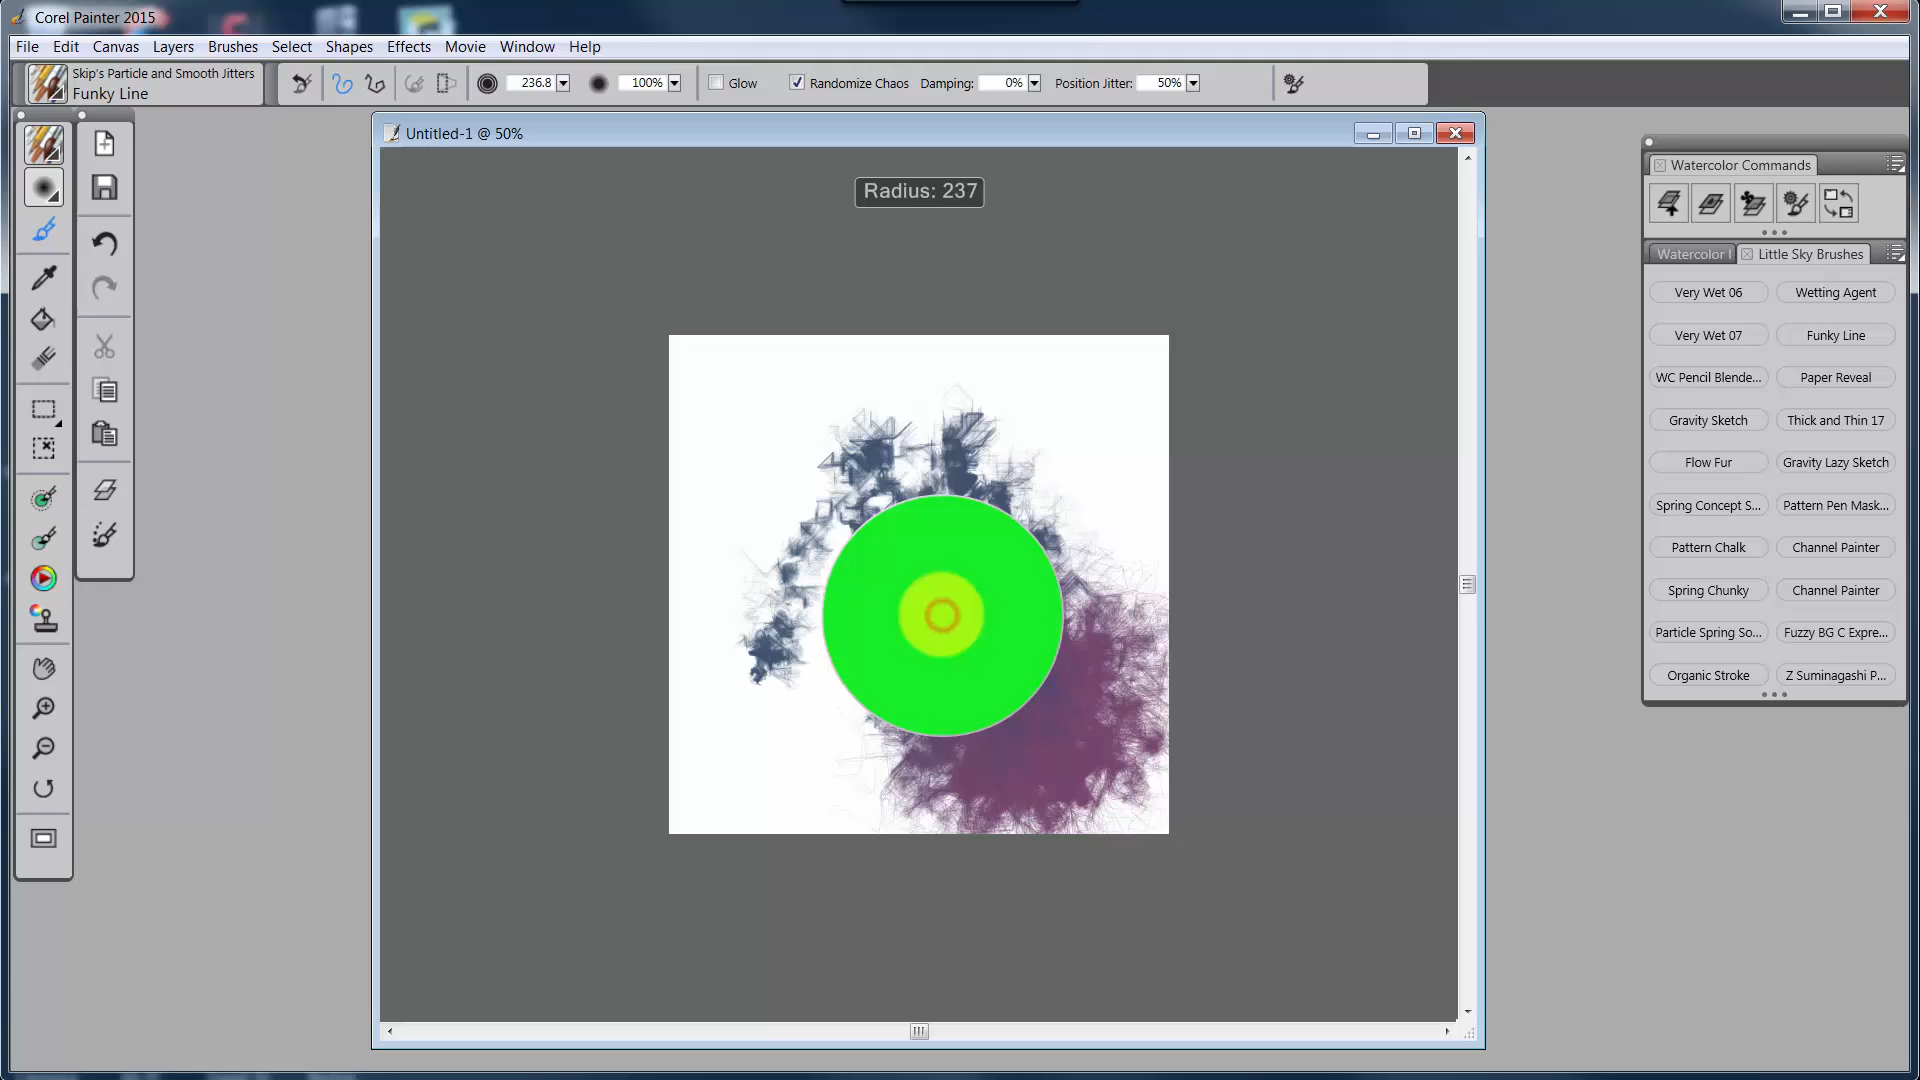 Corel Painter 2015
File Edit Canvas Layers Brushes Select Shapes Effects Movie Window Help
Skip's Particle and Smooth Jitters
Funky Line
236.8 100% Glow Randomize Chaos Damping: 0% Position Jitter: 50%
Untitled-1 @ 50%
Radius: 237
Watercolor Commands
Watercolor I Little Sky Brushes
Very Wet 06 Wetting Agent
Very Wet 07 Funky Line
WC Pencil Blende... Paper Reveal
Gravity Sketch Thick and Thin 17
Flow Fur Gravity Lazy Sketch
Spring Concept S... Pattern Pen Mask...
Pattern Chalk Channel Painter
Spring Chunky Channel Painter
Particle Spring So... Fuzzy BG C Expre...
Organic Stroke Z Suminagashi P...